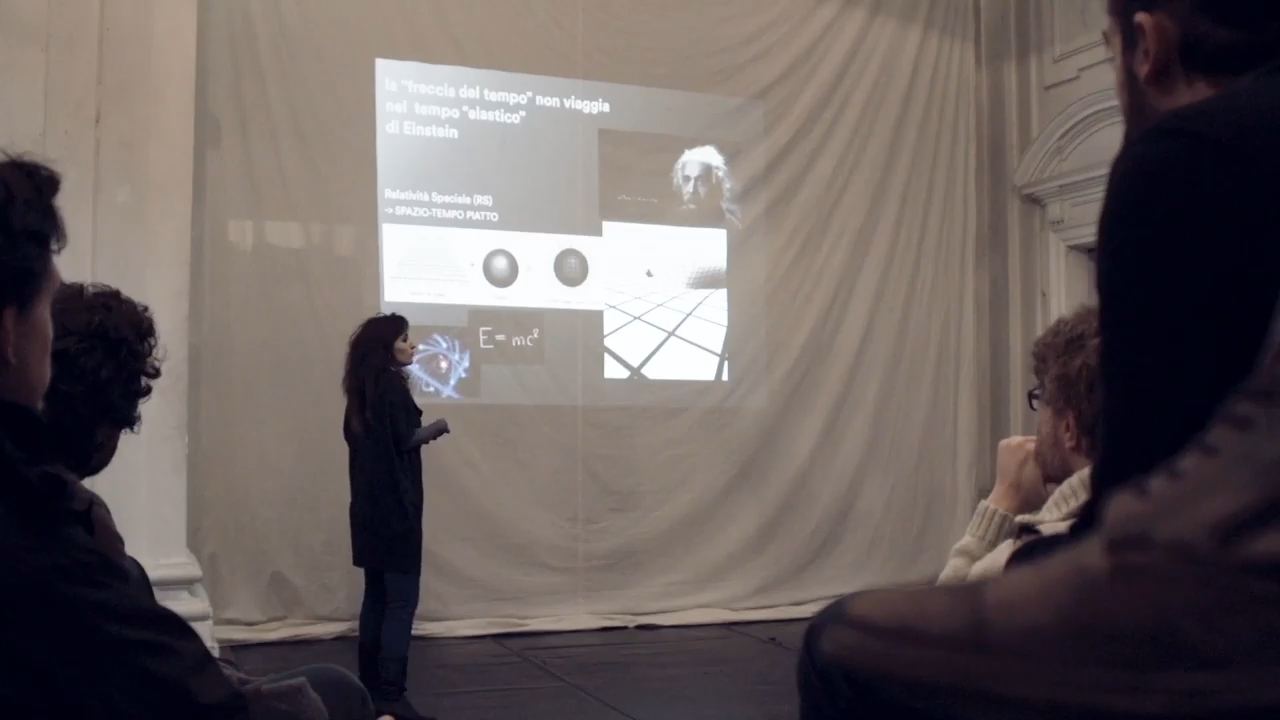 la "freccia del tempo" non viaggia
nel tempo "elastico"
di Einstein
Relatività Speciale (RS)
-> SPAZIO-TEMPO PIATTO
E = mc²